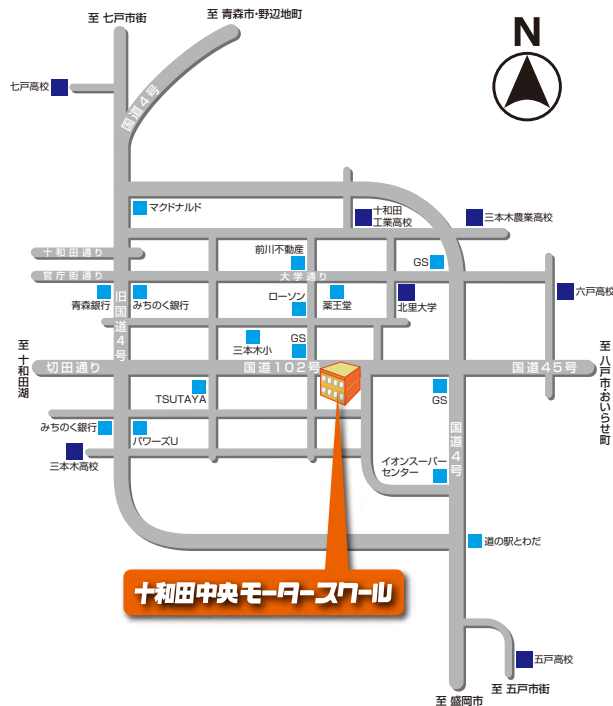 至 七戸市街
至 青森市・野辺地町
N
七戸高校
国道4号
マクドナルド
十和田
工業高校
三本木農業高校
十和田通り
前川不動産
GS
官庁街通り
大学通り
六戸高校
青森銀行
みちのく銀行
旧国道4号
ローソン
薬王堂
北里大学
三本木小
GS
至 十和田湖
切田通り
国道102号
国道45号
至 八戸市・おいらせ町
TSUTAYA
GS
みちのく銀行
パワーズU
国道4号
三本木高校
イオンスーパー
センター
道の駅とわだ
十和田中央モータースクール
五戸高校
至 五戸市街
至 盛岡市